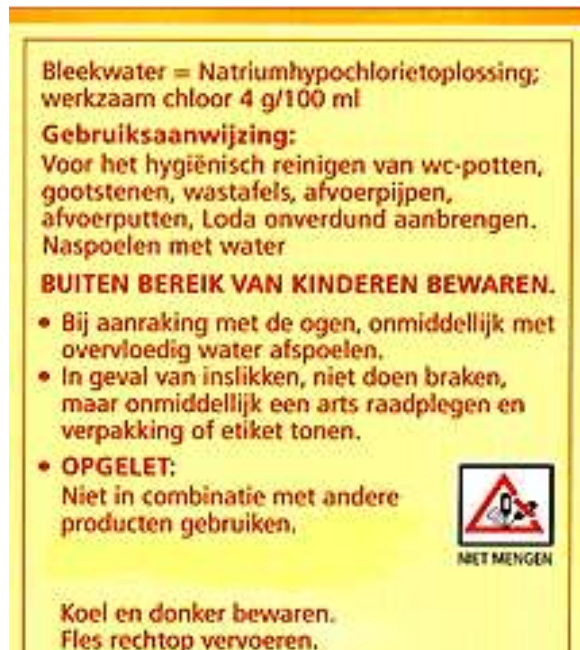 Bleekwater = Natriumhypochlorietoplossing;
werkzaam chloor 4 g/100 ml
Gebruiksaanwijzing:
Voor het hygiënisch reinigen van wc-potten,
gootstenen, wastafels, afvoerpijpen,
afvoerputten, Loda onverdund aanbrengen.
Naspoelen met water
BUITEN BEREIK VAN KINDEREN BEWAREN.
• Bij aanraking met de ogen, onmiddellijk met
overvloedig water afspoelen.
• In geval van inslikken, niet doen braken,
maar onmiddellijk een arts raadplegen en
verpakking of etiket tonen.
• OPGELET:
Niet in combinatie met andere
producten gebruiken.
NIET MENGEN
Koel en donker bewaren.
Fles rechtop vervoeren.